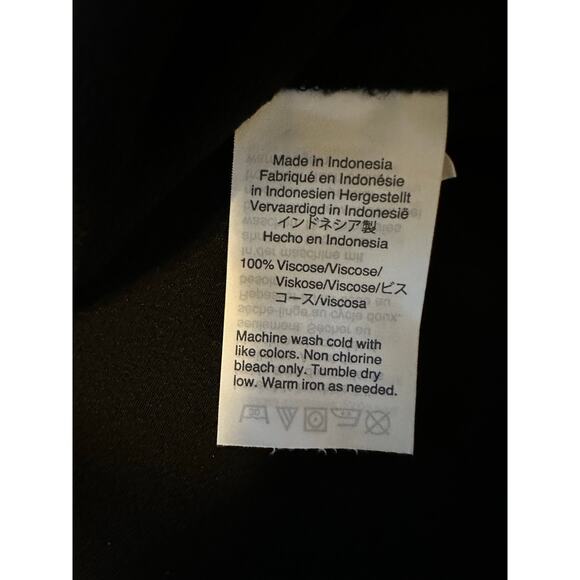 Made in Indonesia
Fabriqué en Indonésie
in Indonesien Hergestellt
Vervaardigd in Indonesië
インドネシア製
Hecho en Indonesia
100% Viscose/Viscose/
Viskose/Viscose/ビス
コース/viscosa
Machine wash cold with
like colors. Non chlorine
bleach only. Tumble dry
low. Warm iron as needed.